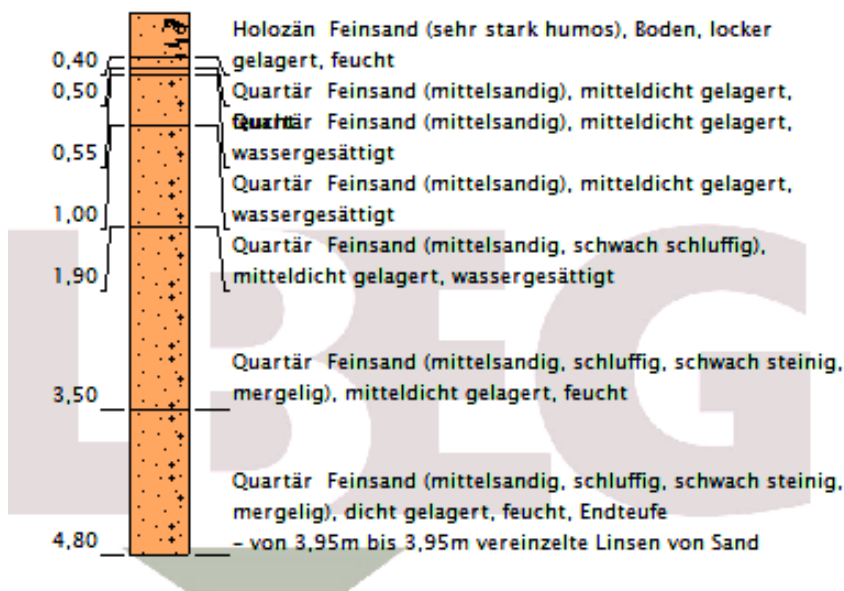 Holozän Feinsand (sehr stark humos), Boden, locker
0,40 gelagert, feucht
0,50 Quartär Feinsand (mittelsandig), mitteldicht gelagert,
feucht
Quartär Feinsand (mittelsandig), mitteldicht gelagert,
0,55 wassergesättigt
Quartär Feinsand (mittelsandig), mitteldicht gelagert,
1,00 wassergesättigt
Quartär Feinsand (mittelsandig, schwach schluffig),
1,90 mitteldicht gelagert, wassergesättigt
Quartär Feinsand (mittelsandig, schluffig, schwach steinig,
3,50 mergelig), mitteldicht gelagert, feucht
Quartär Feinsand (mittelsandig, schluffig, schwach steinig,
mergelig), dicht gelagert, feucht, Endteufe
4,80 – von 3,95m bis 3,95m vereinzelte Linsen von Sand
LBEG